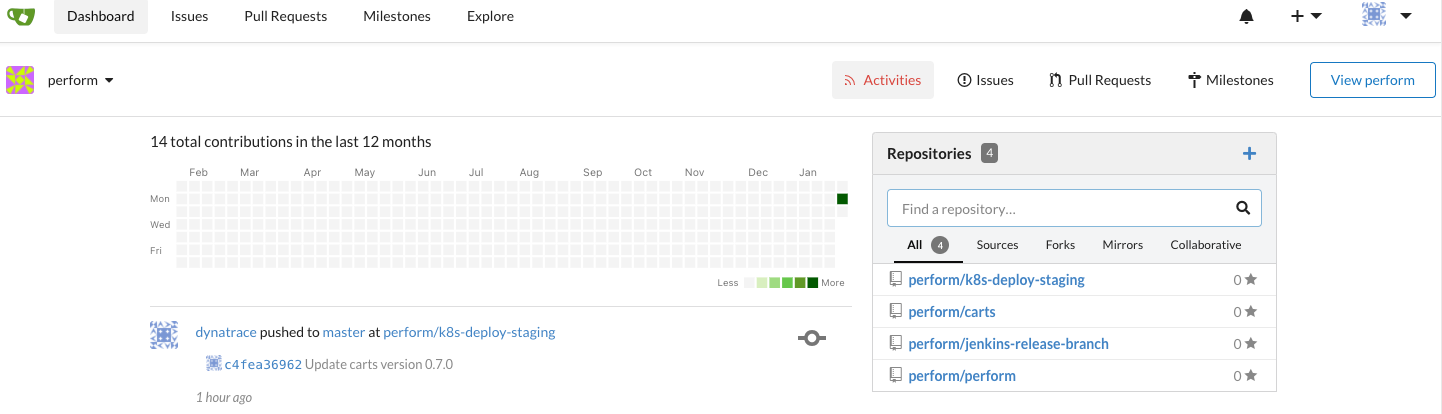 Dashboard Issues Pull Requests Milestones Explore
perform Activities Issues Pull Requests Milestones View perform
14 total contributions in the last 12 months
Feb Mar Apr May Jun Jul Aug Sep Oct Nov Dec Jan
Mon
Wed
Fri
Less More
dynatrace pushed to master at perform/k8s-deploy-staging
c4fea36962 Update carts version 0.7.0
1 hour ago
Repositories 4
Find a repository...
All 4 Sources Forks Mirrors Collaborative
perform/k8s-deploy-staging 0
perform/carts 0
perform/jenkins-release-branch 0
perform/perform 0